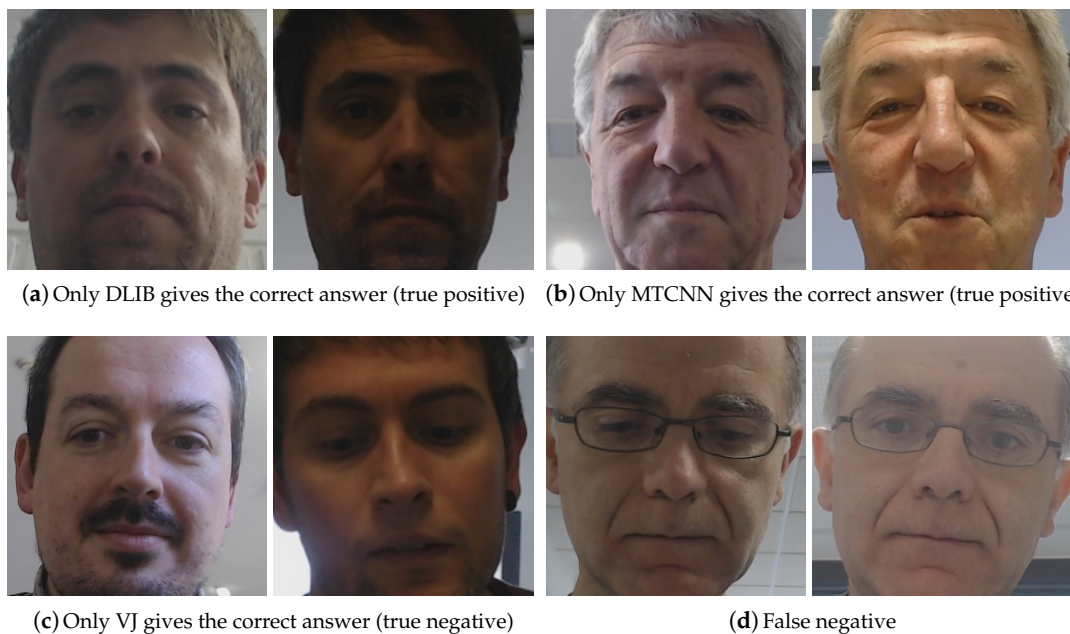 (a) Only DLIB gives the correct answer (true positive)
(b) Only MTCNN gives the correct answer (true positive
(c) Only VJ gives the correct answer (true negative)
(d) False negative